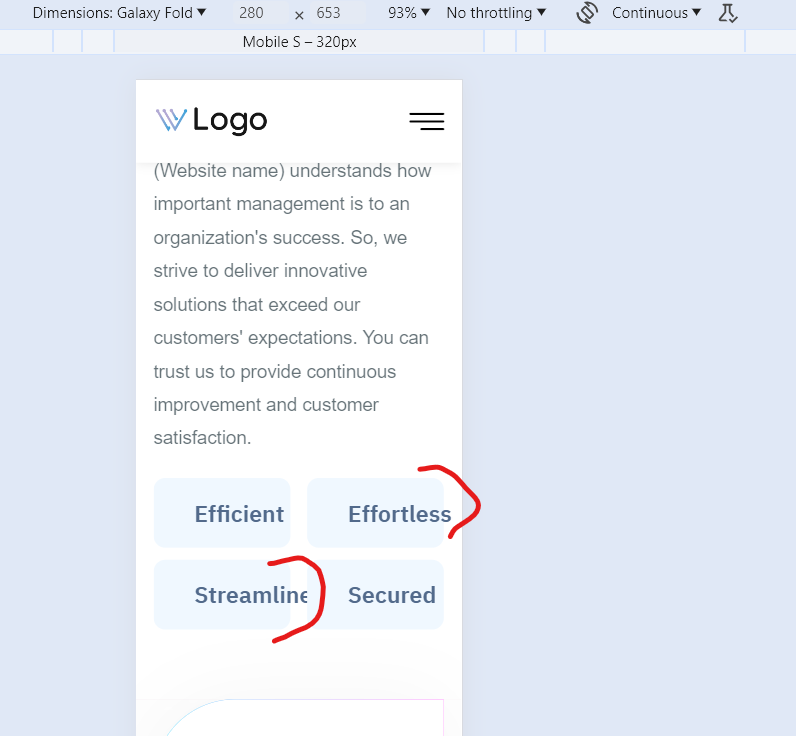 Dimensions: Galaxy Fold ▼ 280 × 653 93% ▼ No throttling ▼ Continuous ▼
Mobile S – 320px
Logo
(Website name) understands how
important management is to an
organization's success. So, we
strive to deliver innovative
solutions that exceed our
customers' expectations. You can
trust us to provide continuous
improvement and customer
satisfaction.
Efficient Effortless
Streamline Secured